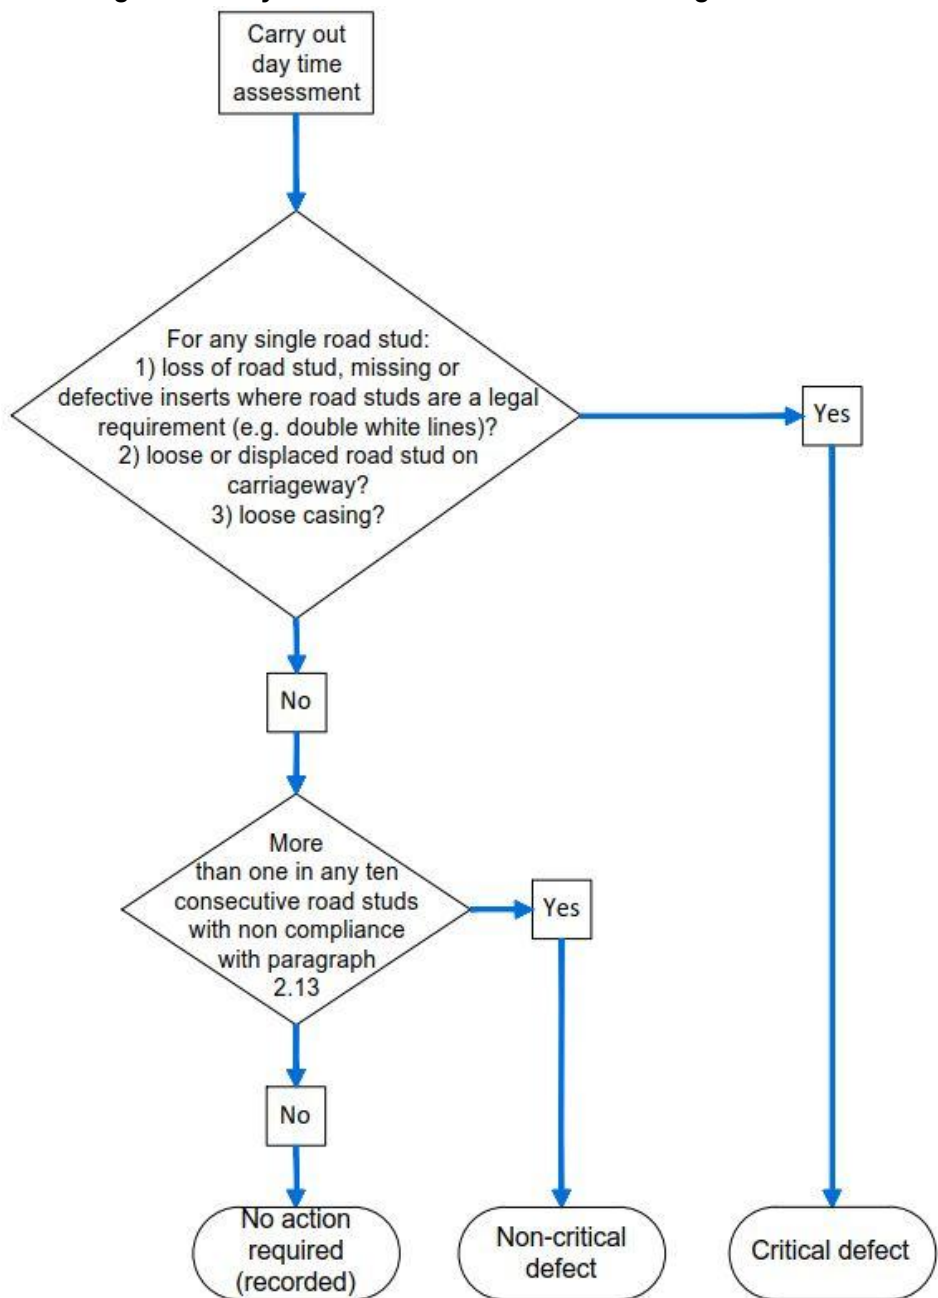 Carry out
day time
assessment
For any single road stud:
1) loss of road stud, missing or
defective inserts where road studs are a legal
requirement (e.g. double white lines)?
2) loose or displaced road stud on
carriageway?
3) loose casing?
Yes
No
More
than one in any ten
consecutive road studs
with non compliance
with paragraph
2.13
Yes
No
No action
required
(recorded)
Non-critical
defect
Critical defect